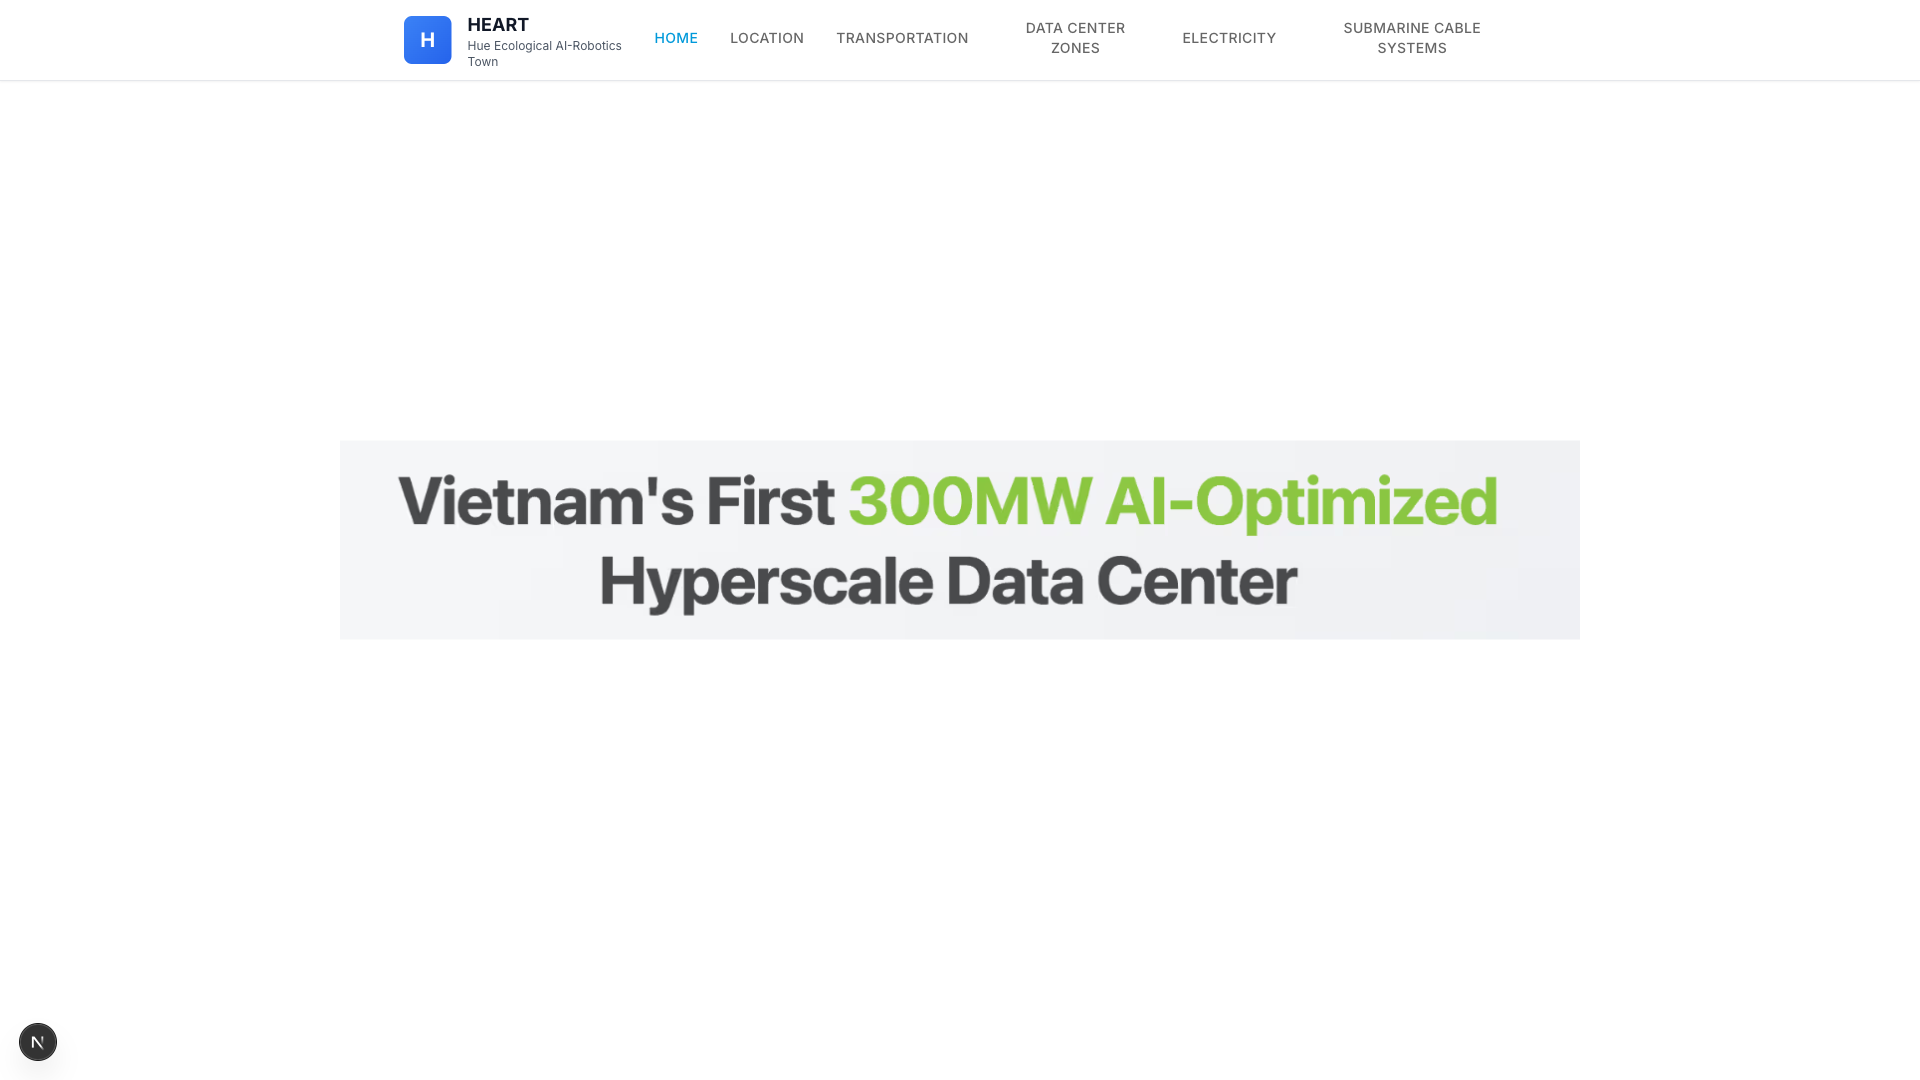 H
HEART
Hue Ecological AI-Robotics
Town
HOME
LOCATION
TRANSPORTATION
DATA CENTER
ZONES
ELECTRICITY
SUBMARINE CABLE
SYSTEMS
Vietnam's First 300MW AI-Optimized
Hyperscale Data Center
N